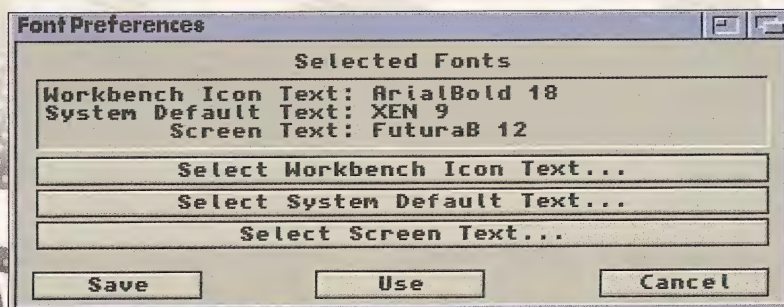 Font Preferences
Selected Fonts
Workbench Icon Text: ArialBold 18
System Default Text: XEN 9
Screen Text: FuturaB 12
Select Workbench Icon Text...
Select System Default Text...
Select Screen Text...
Save Use Cancel